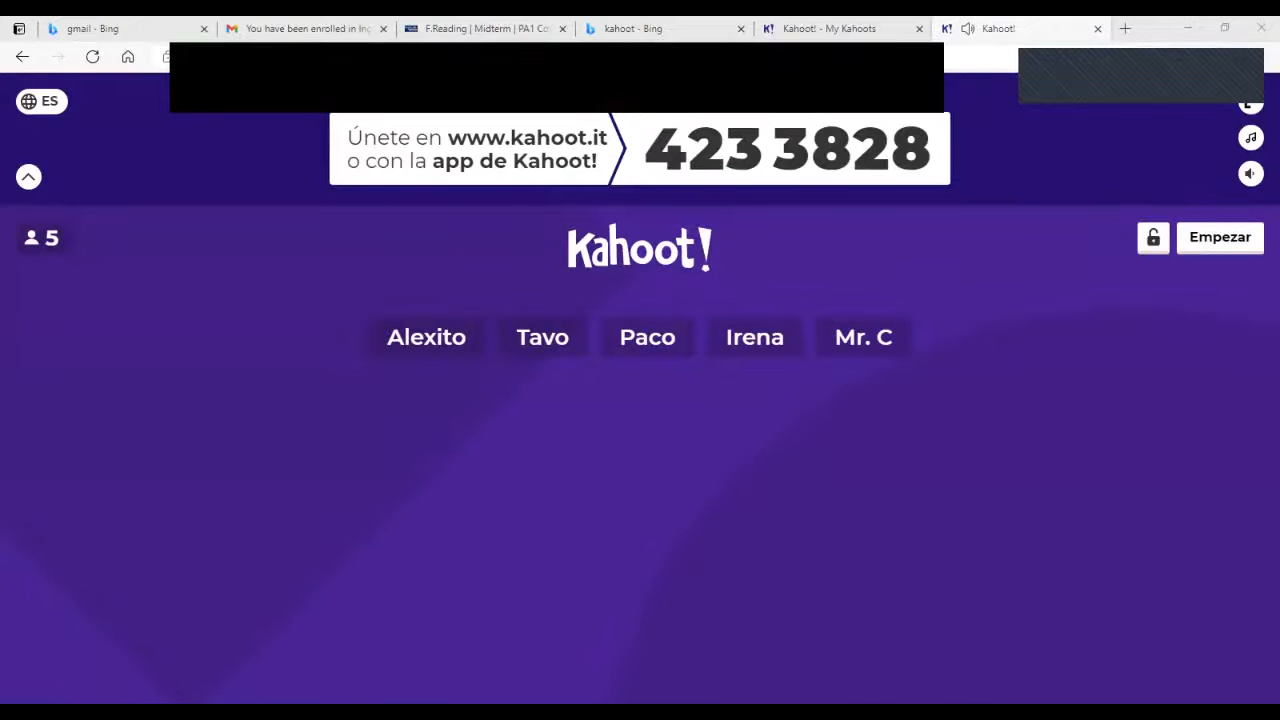 gmail - Bing
You have been enrolled in Ing
F.Reading | Midterm | PA1 Co
kahoot - Bing
Kahoot! - My Kahoots
Kahoot!
ES
Únete en www.kahoot.it
o con la app de Kahoot!
423 3828
5
Kahoot!
Empezar
Alexito
Tavo
Paco
Irena
Mr. C